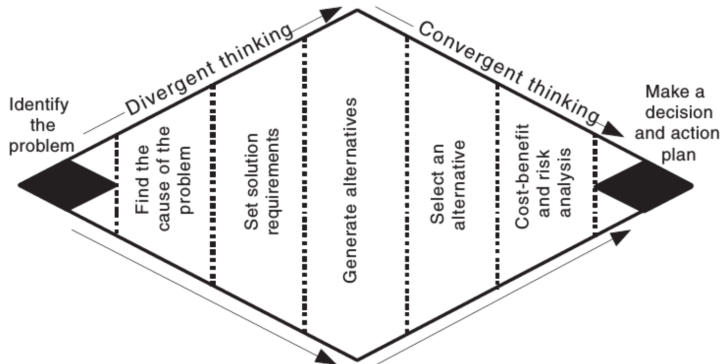 Identify
the
problem
Divergent thinking
Find the
cause of the
problem
Set solution
requirements
Generate alternatives
Convergent thinking
Select an
alternative
Cost-benefit
and risk
analysis
Make a
decision
and action
plan